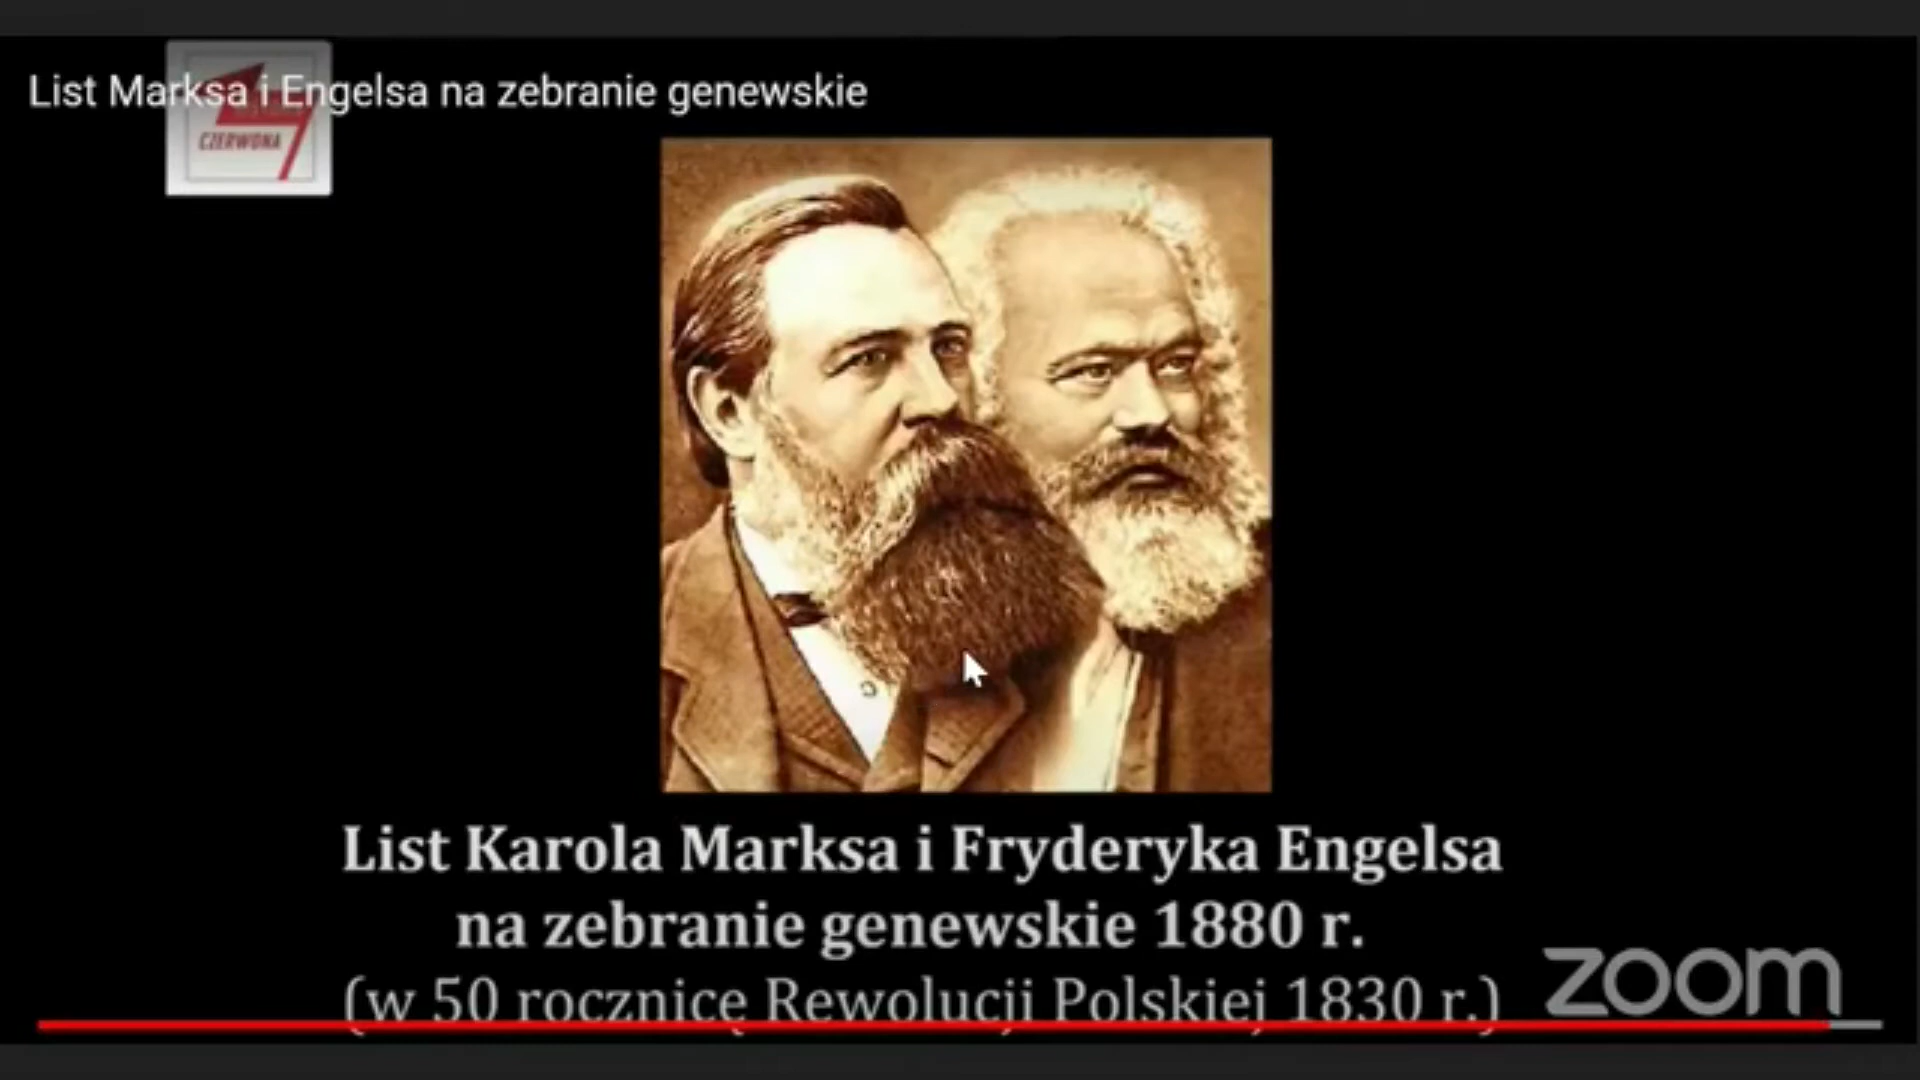 List Marksa i Engelsa na zebranie genewskie
CZERWONA
List Karola Marksa i Fryderyka Engelsa
na zebranie genewskie 1880 r.
(w 50 rocznicę Rewolucji Polskiej 1830 r.)
zoom